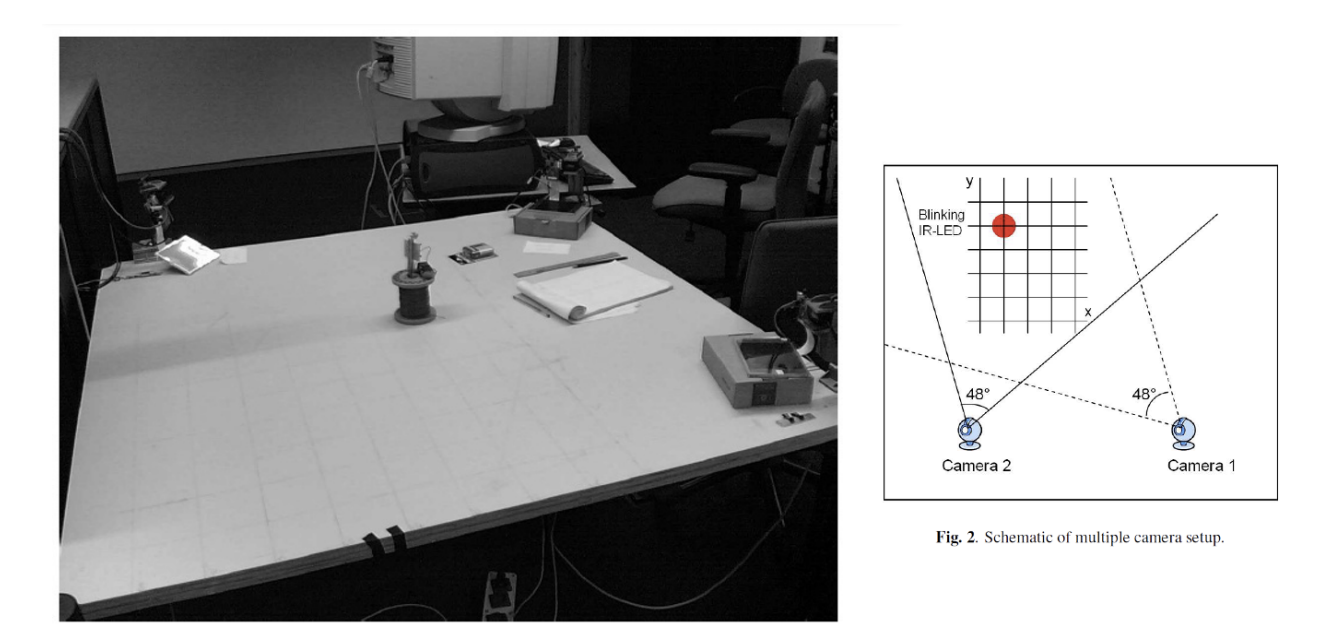 y
Blinking
IR-LED
x
48°
48°
Camera 2
Camera 1
Fig. 2. Schematic of multiple camera setup.